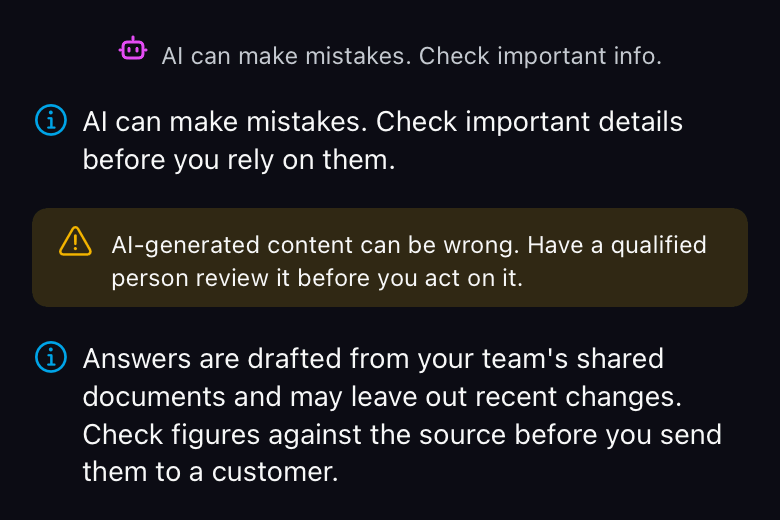 AI can make mistakes. Check important info.
AI can make mistakes. Check important details
before you rely on them.
AI-generated content can be wrong. Have a qualified
person review it before you act on it.
Answers are drafted from your team's shared
documents and may leave out recent changes.
Check figures against the source before you send
them to a customer.